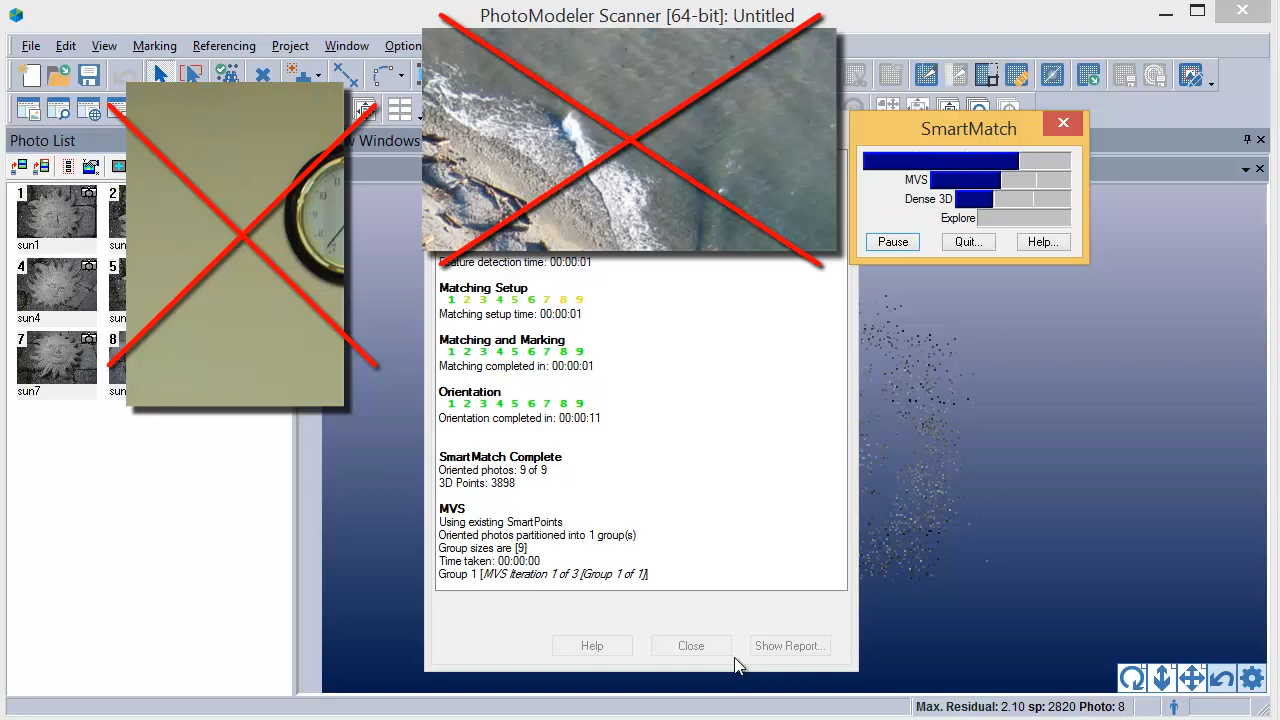 PhotoModeler Scanner [64-bit]: Untitled
File Edit View Marking Referencing Project Window Option
Photo List
w Windows
SmartMatch
MVS
Dense 3D
Explore
Pause Quit... Help...
1 2
sun1
4 5
sun4
7 8
sun7
Feature detection time: 00:00:01
Matching Setup
1 2 3 4 5 6 7 8 9
Matching setup time: 00:00:01
Matching and Marking
1 2 3 4 5 6 7 8 9
Matching completed in: 00:00:01
Orientation
1 2 3 4 5 6 7 8 9
Orientation completed in: 00:00:11
SmartMatch Complete
Oriented photos: 9 of 9
3D Points: 3898
MVS
Using existing SmartPoints
Oriented photos partitioned into 1 group(s)
Group sizes are [9]
Time taken: 00:00:00
Group 1 [MVS Iteration 1 of 3 [Group 1 of 1]]
Help Close Show Report...
Max. Residual: 2.10 sp: 2820 Photo: 8